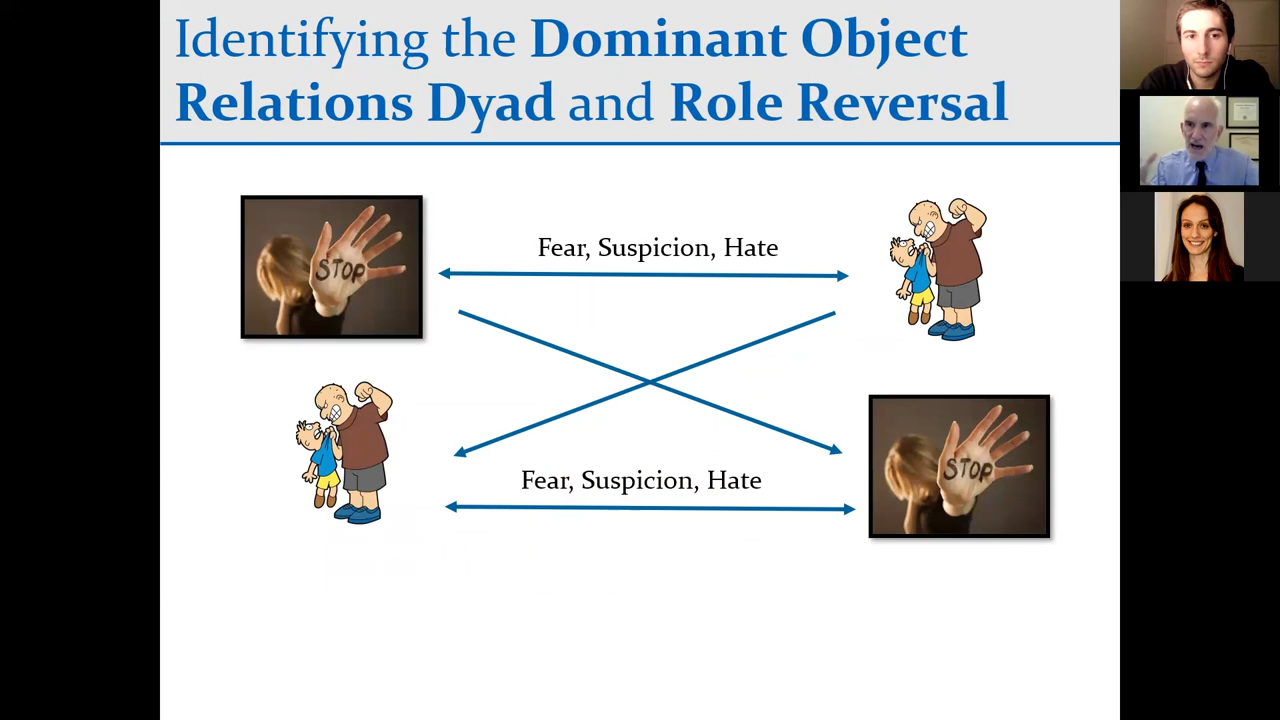 Identifying the Dominant Object
Relations Dyad and Role Reversal
STOP
Fear, Suspicion, Hate
Fear, Suspicion, Hate
STOP